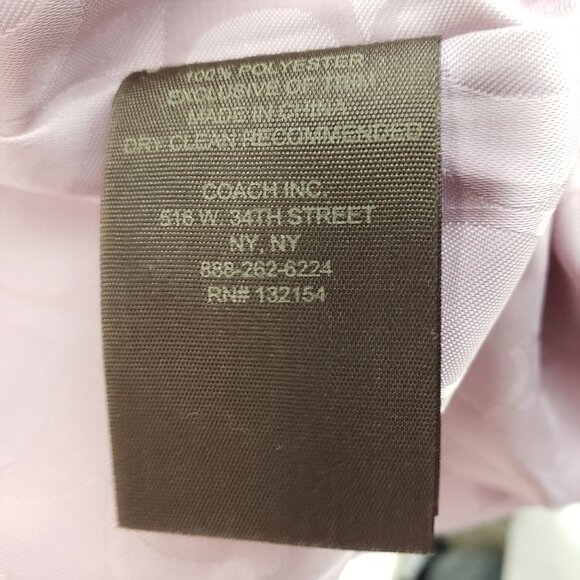 100% POLYESTER
EXCLUSIVE OF TRIM
MADE IN CHINA
DRY CLEAN RECOMMENDED
COACH INC.
516 W. 34TH STREET
NY, NY
888-262-6224
RN# 132154